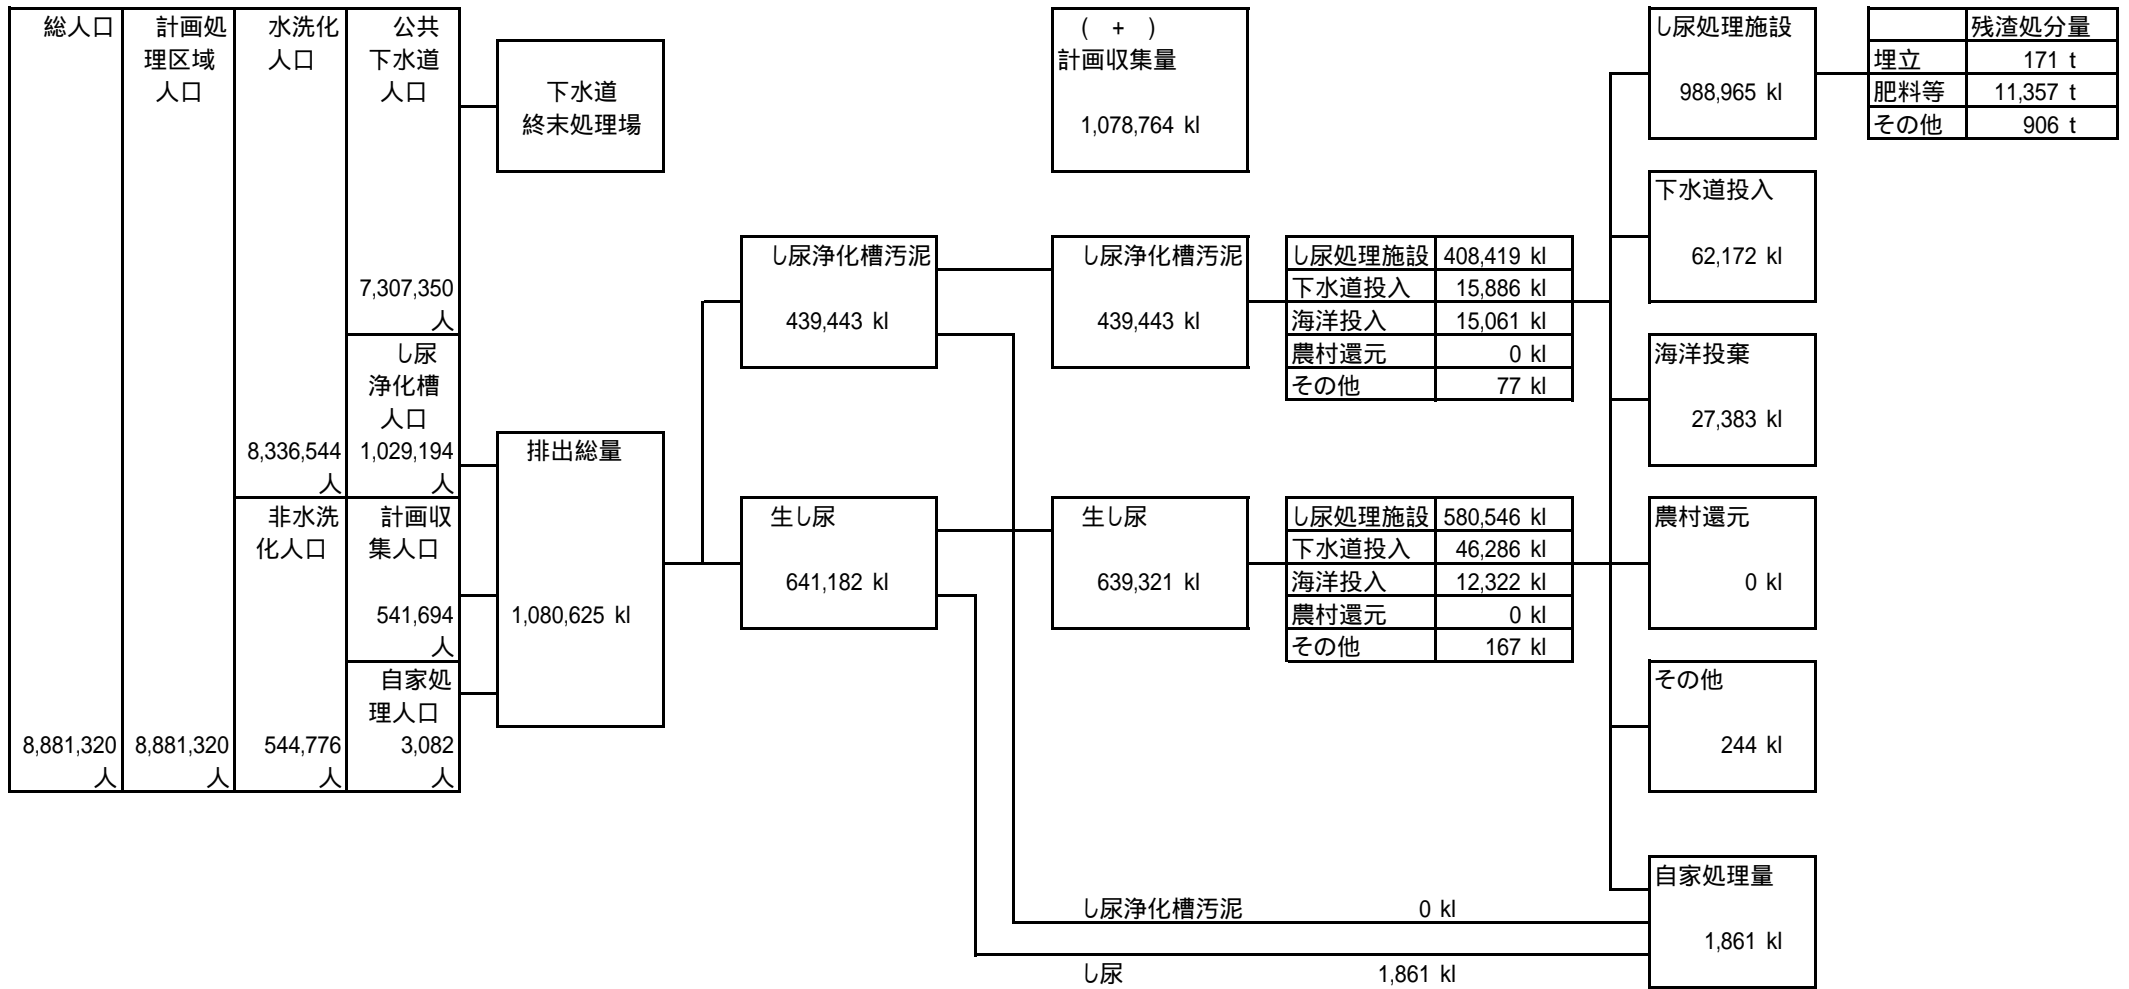 総人口
計画処
理区域
人口
水洗化
人口
公共
下水道
人口
7,307,350
人
し尿
浄化槽
人口
8,336,544
人
1,029,194
人
非水洗
化人口
計画収
集人口
541,694
人
自家処
理人口
8,881,320
人
8,881,320
人
544,776
人
3,082
人
下水道
終末処理場
排出総量
1,080,625 kl
し尿浄化槽汚泥
439,443 kl
生し尿
641,182 kl
( + )
計画収集量
1,078,764 kl
し尿浄化槽汚泥
439,443 kl
生し尿
639,321 kl
し尿処理施設 408,419 kl
下水道投入 15,886 kl
海洋投入 15,061 kl
農村還元 0 kl
その他 77 kl
し尿処理施設 580,546 kl
下水道投入 46,286 kl
海洋投入 12,322 kl
農村還元 0 kl
その他 167 kl
し尿処理施設
988,965 kl
残渣処分量
埋立 171 t
肥料等 11,357 t
その他 906 t
下水道投入
62,172 kl
海洋投棄
27,383 kl
農村還元
0 kl
その他
244 kl
自家処理量
1,861 kl
し尿浄化槽汚泥 0 kl
し尿 1,861 kl